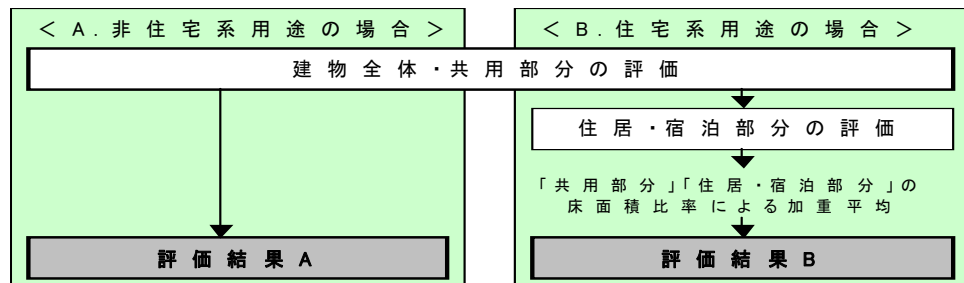 ＜A.非住宅系用途の場合＞
＜B.住宅系用途の場合＞
建物全体・共用部分の評価
住居・宿泊部分の評価
「共用部分」「住居・宿泊部分」の
床面積比率による加重平均
評価結果A
評価結果B